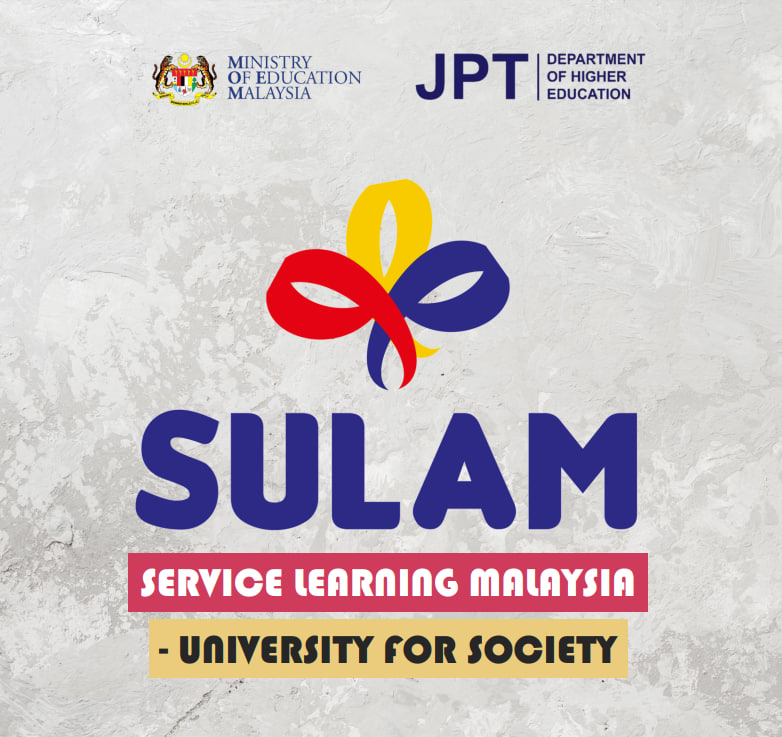 MINISTRY
OF EDUCATION
MALAYSIA
JPT
DEPARTMENT
OF HIGHER
EDUCATION
SULAM
SERVICE LEARNING MALAYSIA
- UNIVERSITY FOR SOCIETY